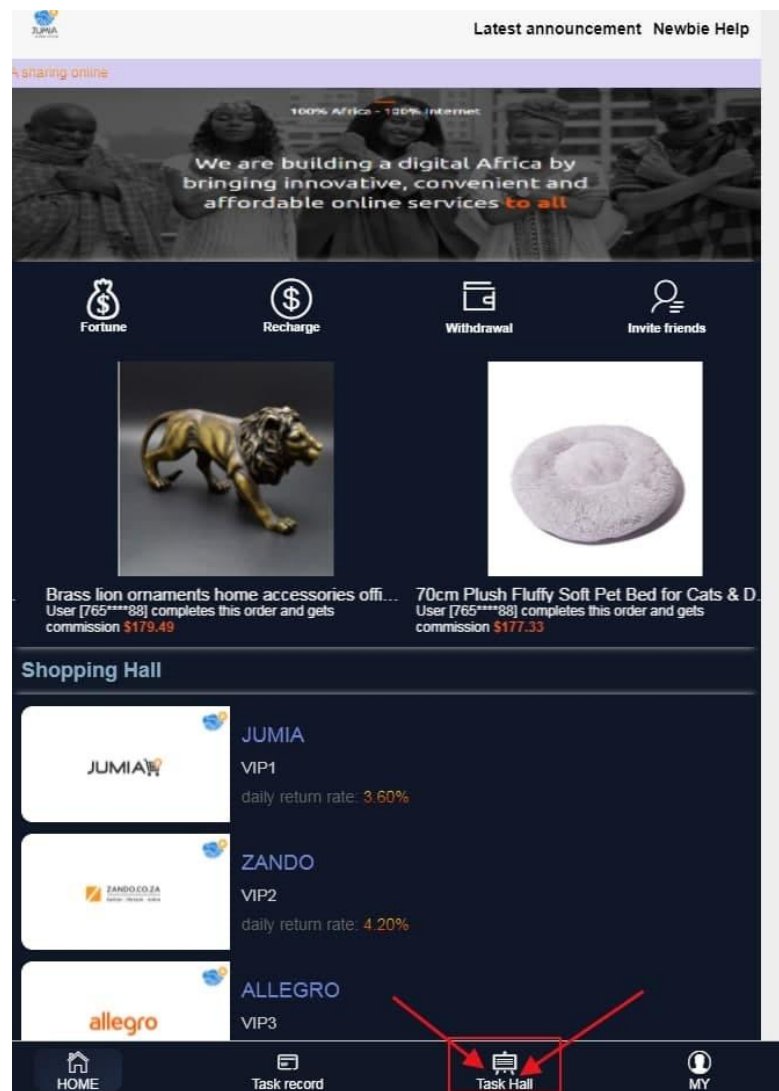 JUMIA
Latest announcement Newbie Help
A sharing online
100% Africa - 100% Internet
We are building a digital Africa by
bringing innovative, convenient and
affordable online services to all
Fortune
Recharge
Withdrawal
Invite friends
Brass lion ornaments home accessories offi...
User [765****88] completes this order and gets
commission $179.49
70cm Plush Fluffy Soft Pet Bed for Cats & D.
User [765****88] completes this order and gets
commission $177.33
Shopping Hall
JUMIA
JUMIA
VIP1
daily return rate: 3.60%
ZANDO.CO.ZA
ZANDO
VIP2
daily return rate: 4.20%
allegro
ALLEGRO
VIP3
HOME
Task record
Task Hall
MY